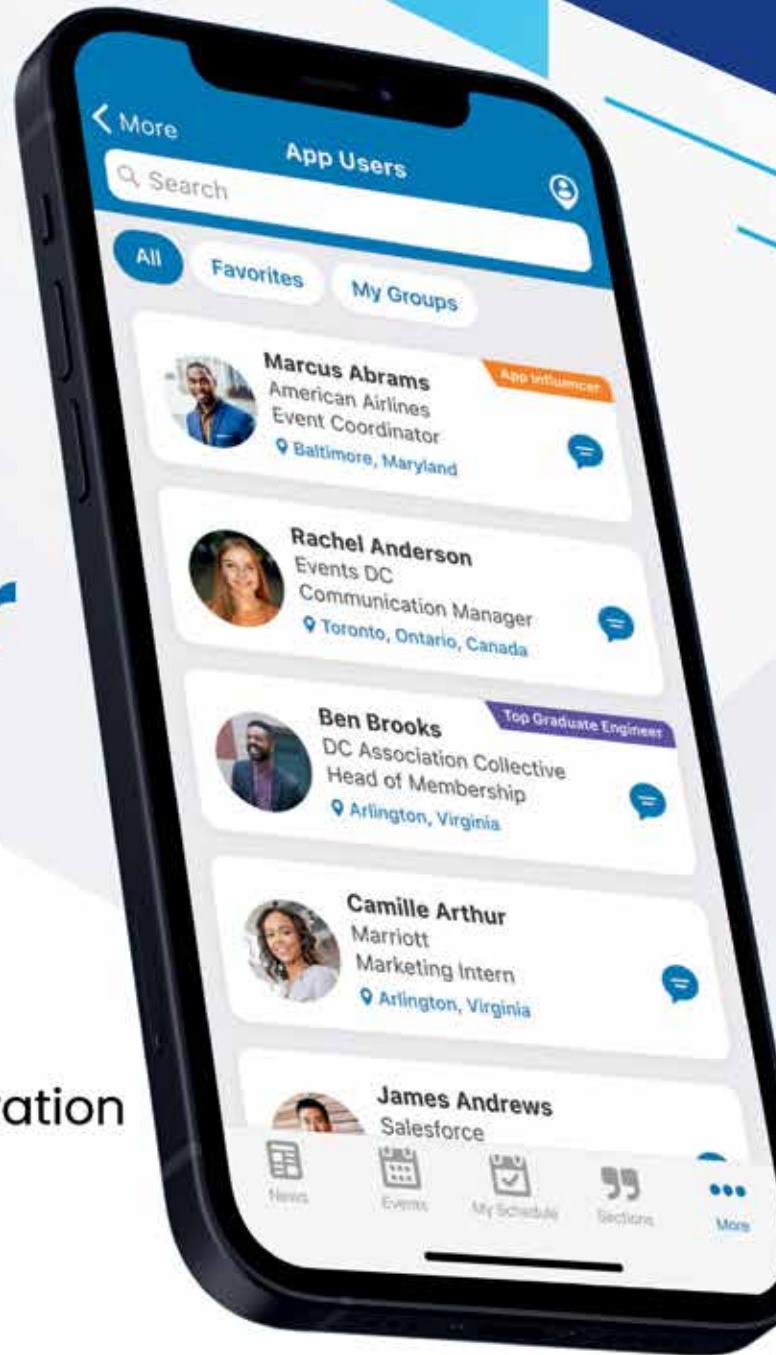 More
App Users
Search
All
Favorites
My Groups
Marcus Abrams
App Influencer
American Airlines
Event Coordinator
Baltimore, Maryland
Rachel Anderson
Events DC
Communication Manager
Toronto, Ontario, Canada
Ben Brooks
Top Graduate Engineer
DC Association Collective
Head of Membership
Arlington, Virginia
Camille Arthur
Marriott
Marketing Intern
Arlington, Virginia
James Andrews
Salesforce
News
Events
My Schedule
Sections
More